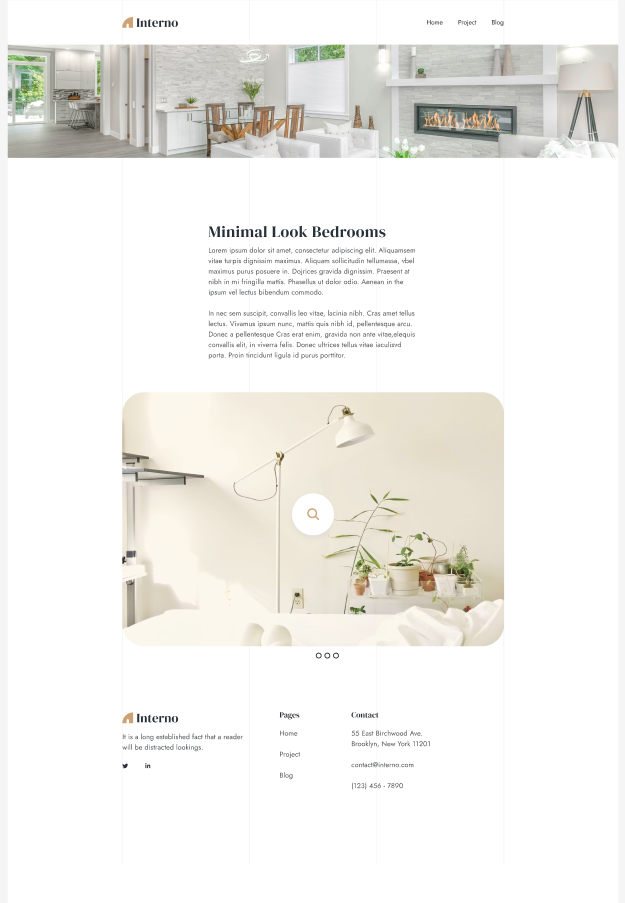 Interno
Home Project Blog
Minimal Look Bedrooms
Lorem ipsum dolor sit amet, consectetur adipiscing elit. Aliquamsem
vitae turpis dignissim maximus. Aliquam sollicitudin tellumassa, vbel
maximus purus posuere in. Dojrices gravida dignissim. Praesent at
nibh in mi fringilla mattis. Phasellus ut dolor odio. Aenean in the
ipsum vel lectus bibendum commodo.
In nec sem suscipit, convallis leo vitae, lacinia nibh. Cras amet tellus
lectus. Vivamus ipsum nunc, mattis quis nibh id, pellentesque arcu.
Donec a pellentesque Cras erat enim, gravida non ante vitae,elequis
convallis elit, in viverra felis. Donec ultrices tellus vitae iaculisvd
porta. Proin tincidunt ligula id purus porttitor.
Interno
It is a long established fact that a reader
will be distracted lookings.
Pages
Home
Project
Blog
Contact
55 East Birchwood Ave.
Brooklyn, New York 11201
contact@interno.com
(123) 456 - 7890